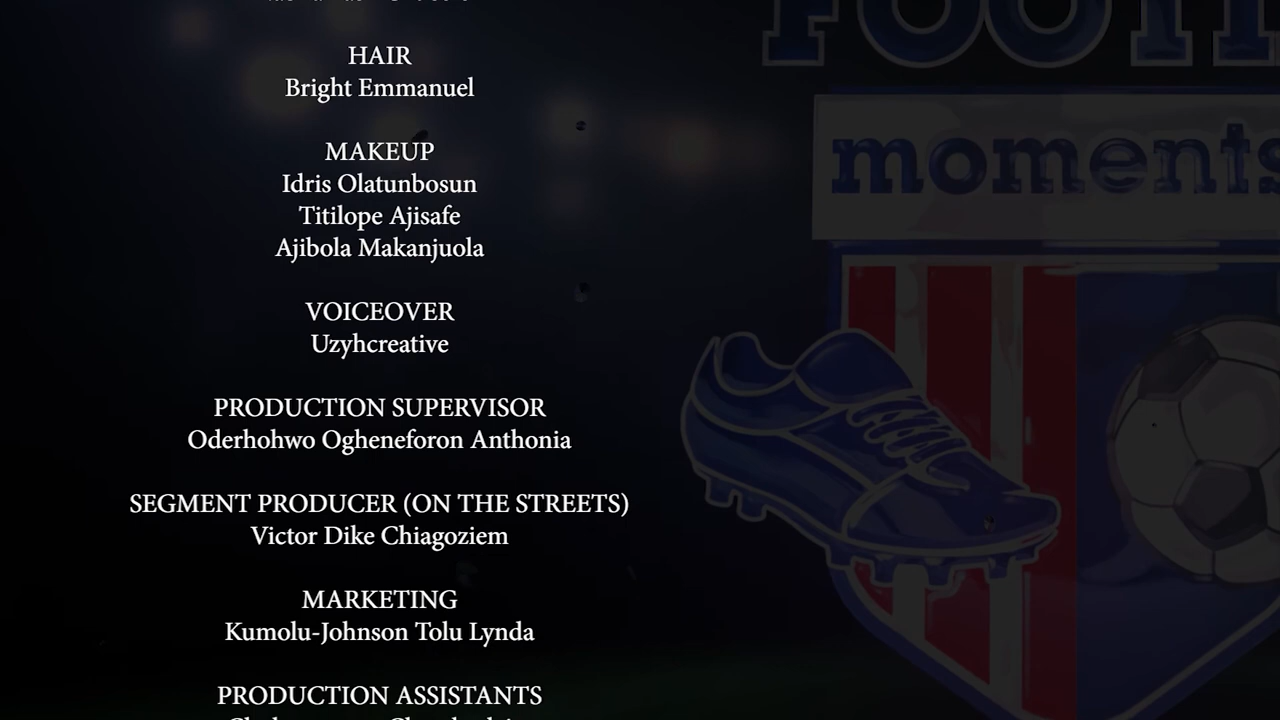 HAIR
Bright Emmanuel
MAKEUP
Idris Olatunbosun
Titilope Ajisafe
Ajibola Makanjuola
VOICEOVER
Uzyhcreative
PRODUCTION SUPERVISOR
Oderhohwo Ogheneforon Anthonia
SEGMENT PRODUCER (ON THE STREETS)
Victor Dike Chiagoziem
MARKETING
Kumolu-Johnson Tolu Lynda
PRODUCTION ASSISTANTS
moments